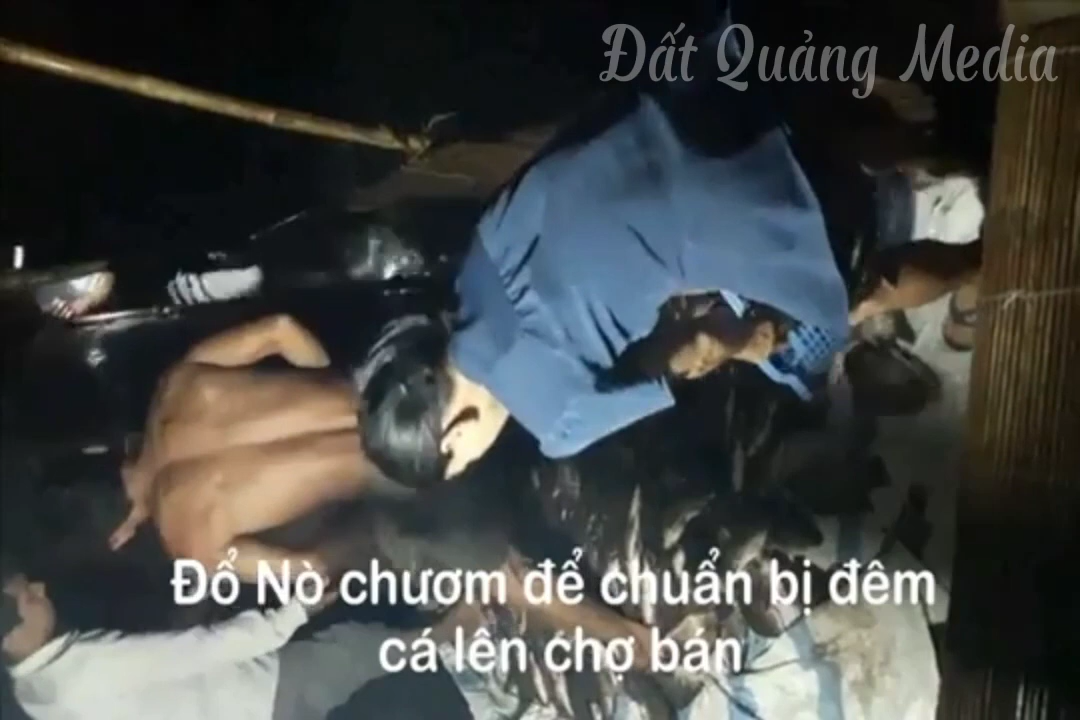 Đất Quảng Media
Đổ Nò chươm để chuẩn bị đêm
cá lên chợ bán